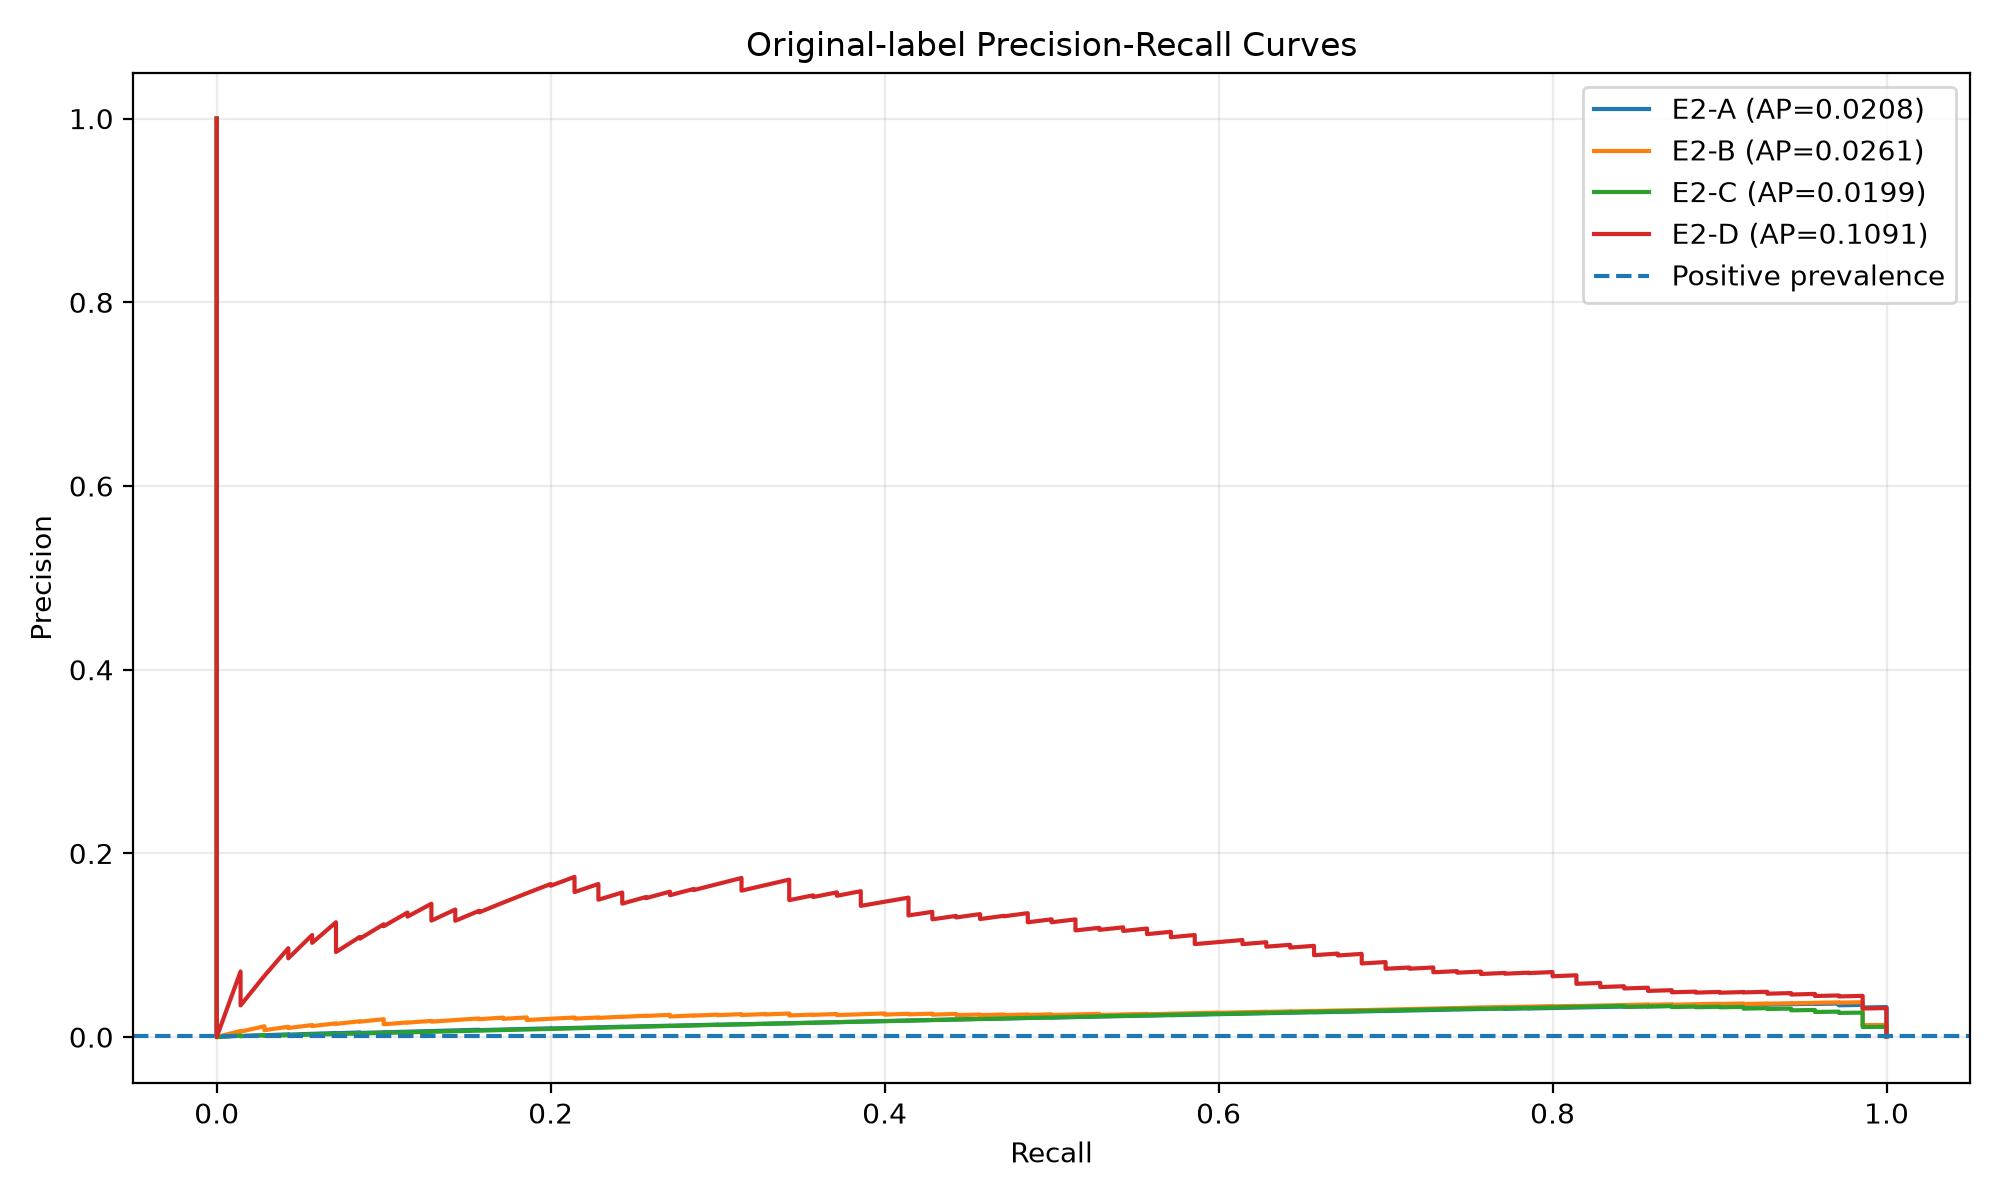 Original-label Precision-Recall Curves
E2-A (AP=0.0208)
E2-B (AP=0.0261)
E2-C (AP=0.0199)
E2-D (AP=0.1091)
Positive prevalence
Precision
1.0
0.8
0.6
0.4
0.2
0.0
0.0 0.2 0.4 0.6 0.8 1.0
Recall